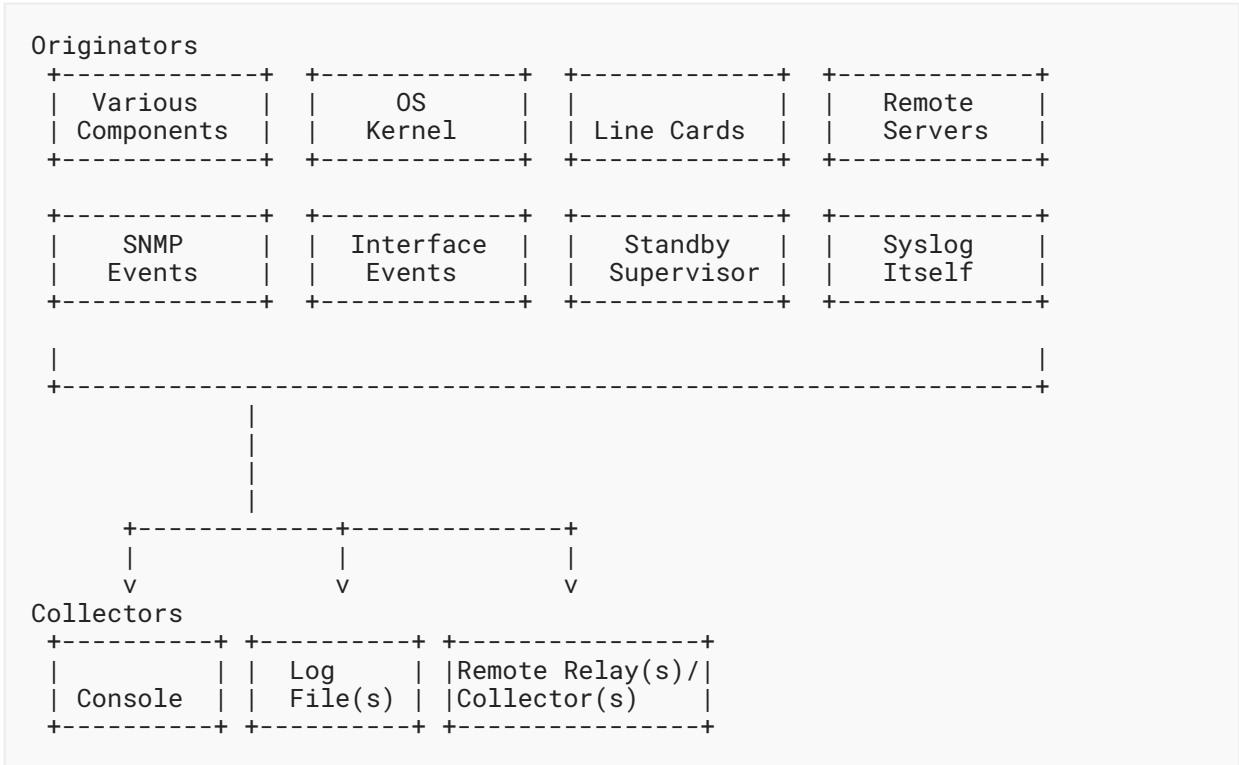 Originators
+-------------+  +-------------+  +-------------+  +-------------+
|   Various   |  |     OS      |  |             |  |   Remote    |
| Components  |  |   Kernel    |  | Line Cards  |  |   Servers   |
+-------------+  +-------------+  +-------------+  +-------------+
+-------------+  +-------------+  +-------------+  +-------------+
|    SNMP     |  |  Interface  |  |   Standby   |  |   Syslog    |
|   Events    |  |   Events    |  |  Supervisor |  |   Itself    |
+-------------+  +-------------+  +-------------+  +-------------+
|                                                                |
+----------------------------------------------------------------+
             |
             |
             |
             |
     +-------------+--------------+
     |             |              |
     v             v              v
Collectors
+----------+ +----------+ +----------------+
|          | |  Log     | |Remote Relay(s)/|
| Console  | |  File(s) | |Collector(s)    |
+----------+ +----------+ +----------------+